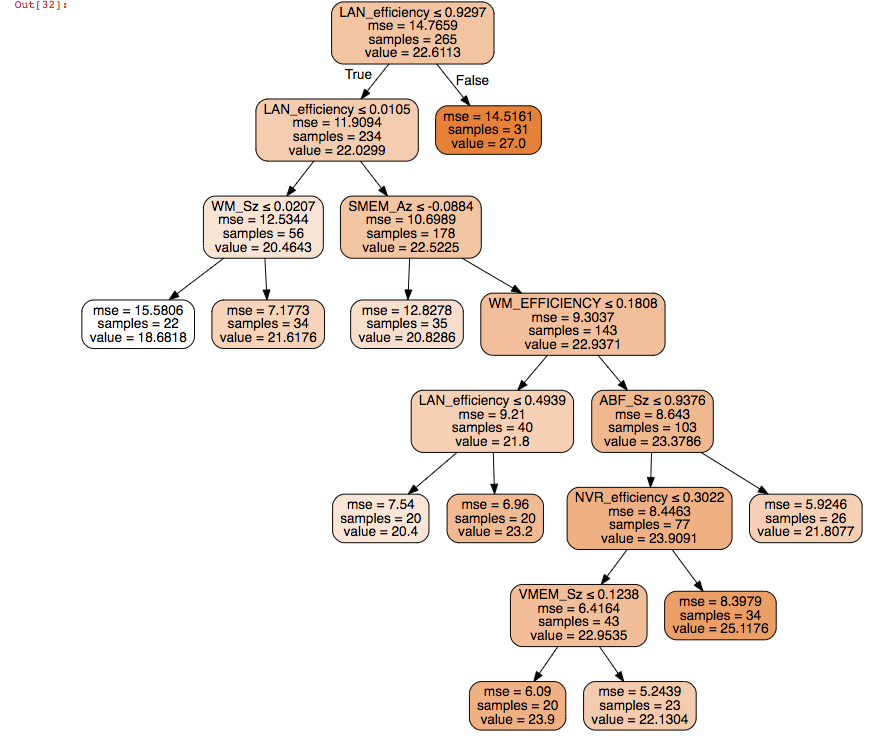 Out[32]:
LAN_efficiency ≤ 0.9297
mse = 14.7659
samples = 265
value = 22.6113
True
False
LAN_efficiency ≤ 0.0105
mse = 11.9094
samples = 234
value = 22.0299
mse = 14.5161
samples = 31
value = 27.0
WM_Sz ≤ 0.0207
mse = 12.5344
samples = 56
value = 20.4643
SMEM_Az ≤ -0.0884
mse = 10.6989
samples = 178
value = 22.5225
mse = 15.5806
samples = 22
value = 18.6818
mse = 7.1773
samples = 34
value = 21.6176
mse = 12.8278
samples = 35
value = 20.8286
WM_EFFICIENCY ≤ 0.1808
mse = 9.3037
samples = 143
value = 22.9371
LAN_efficiency ≤ 0.4939
mse = 9.21
samples = 40
value = 21.8
ABF_Sz ≤ 0.9376
mse = 8.643
samples = 103
value = 23.3786
mse = 7.54
samples = 20
value = 20.4
mse = 6.96
samples = 20
value = 23.2
NVR_efficiency ≤ 0.3022
mse = 8.4463
samples = 77
value = 23.9091
mse = 5.9246
samples = 26
value = 21.8077
VMEM_Sz ≤ 0.1238
mse = 6.4164
samples = 43
value = 22.9535
mse = 8.3979
samples = 34
value = 25.1176
mse = 6.09
samples = 20
value = 23.9
mse = 5.2439
samples = 23
value = 22.1304